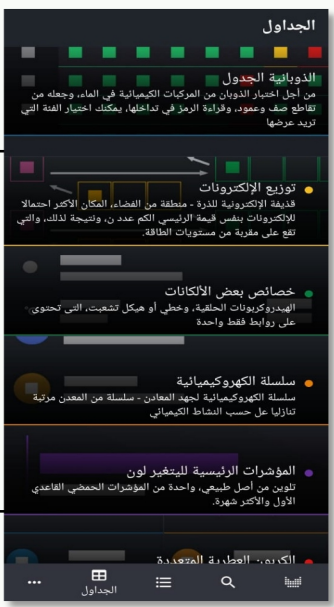 الجداول
الذوبانية الجدول
من أجل اختبار الذوبان من المركبات الكيميائية في الماء، وجعله من
تقاطع صف وعمود، وقراءة الرمز في تداخلها، يمكنك اختيار الفئة التي
تريد عرضها
توزيع الإلكترونات
قذيفة الإلكترونية للذرة - منطقة من الفضاء، المكان الأكثر احتمالا
للإلكترونات بنفس قيمة الرئيسي الكم عدد ن، ونتيجة لذلك، والتي
تقع على مقربة من مستويات الطاقة.
خصائص بعض الألكانات
الهيدروكربونات الحلقية، وخطي أو هيكل تشعبت، التي تحتوي
على روابط فقط واحدة
سلسلة الكهروكيميائية
سلسلة الكهروكيميائية لجهد المعادن - سلسلة من المعدن مرتبة
تنازليا عل حسب النشاط الكيميائي
المؤشرات الرئيسية لليتغير لون
تلوين من أصل طبيعي، واحدة من المؤشرات الحمضي القاعدي
الأول والأكثر شهرة.
الكربون العطرية المتعددة
الجداول